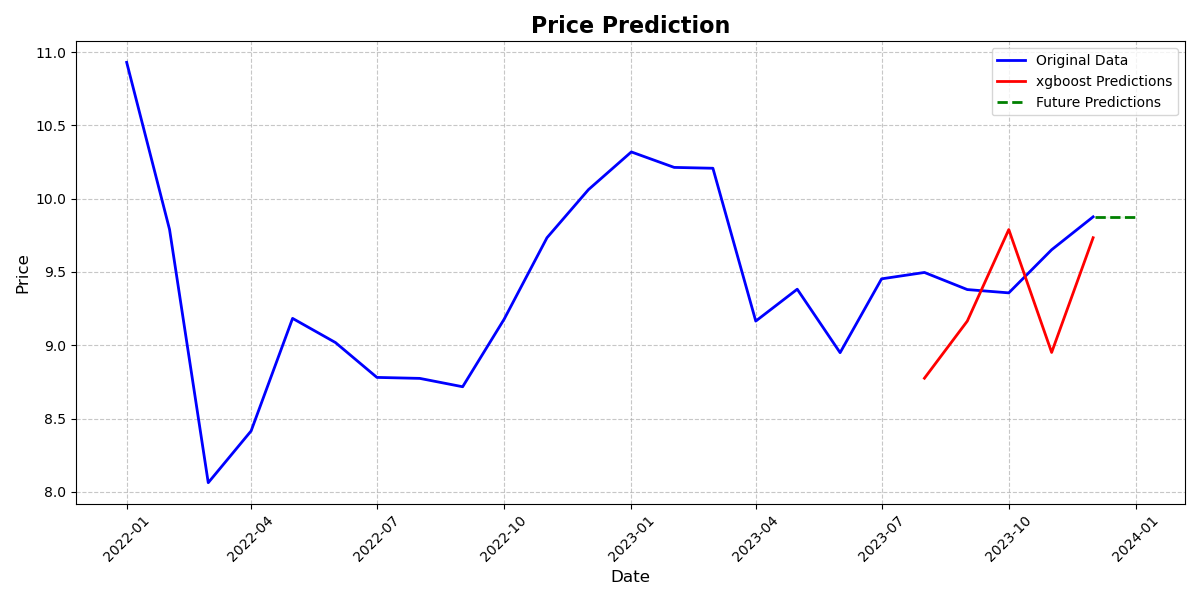 Price Prediction
Original Data
xgboost Predictions
Future Predictions
Price
11.0
10.5
10.0
9.5
9.0
8.5
8.0
2022-01
2022-04
2022-07
2022-10
2023-01
2023-04
2023-07
2023-10
2024-01
Date